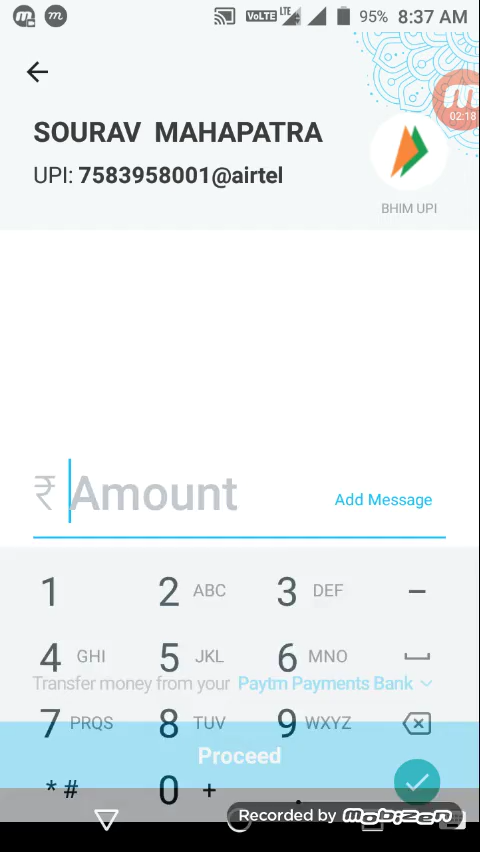 VoLTE LTE 95% 8:37 AM
02:18
SOURAV MAHAPATRA
UPI: 7583958001@airtel
BHIM UPI
₹ Amount Add Message
1 2 ABC 3 DEF –
4 GHI 5 JKL 6 MNO
Transfer money from your Paytm Payments Bank
7 PRQS 8 TUV 9 WXYZ
Proceed
* # 0 + .
Recorded by MOBIZEN